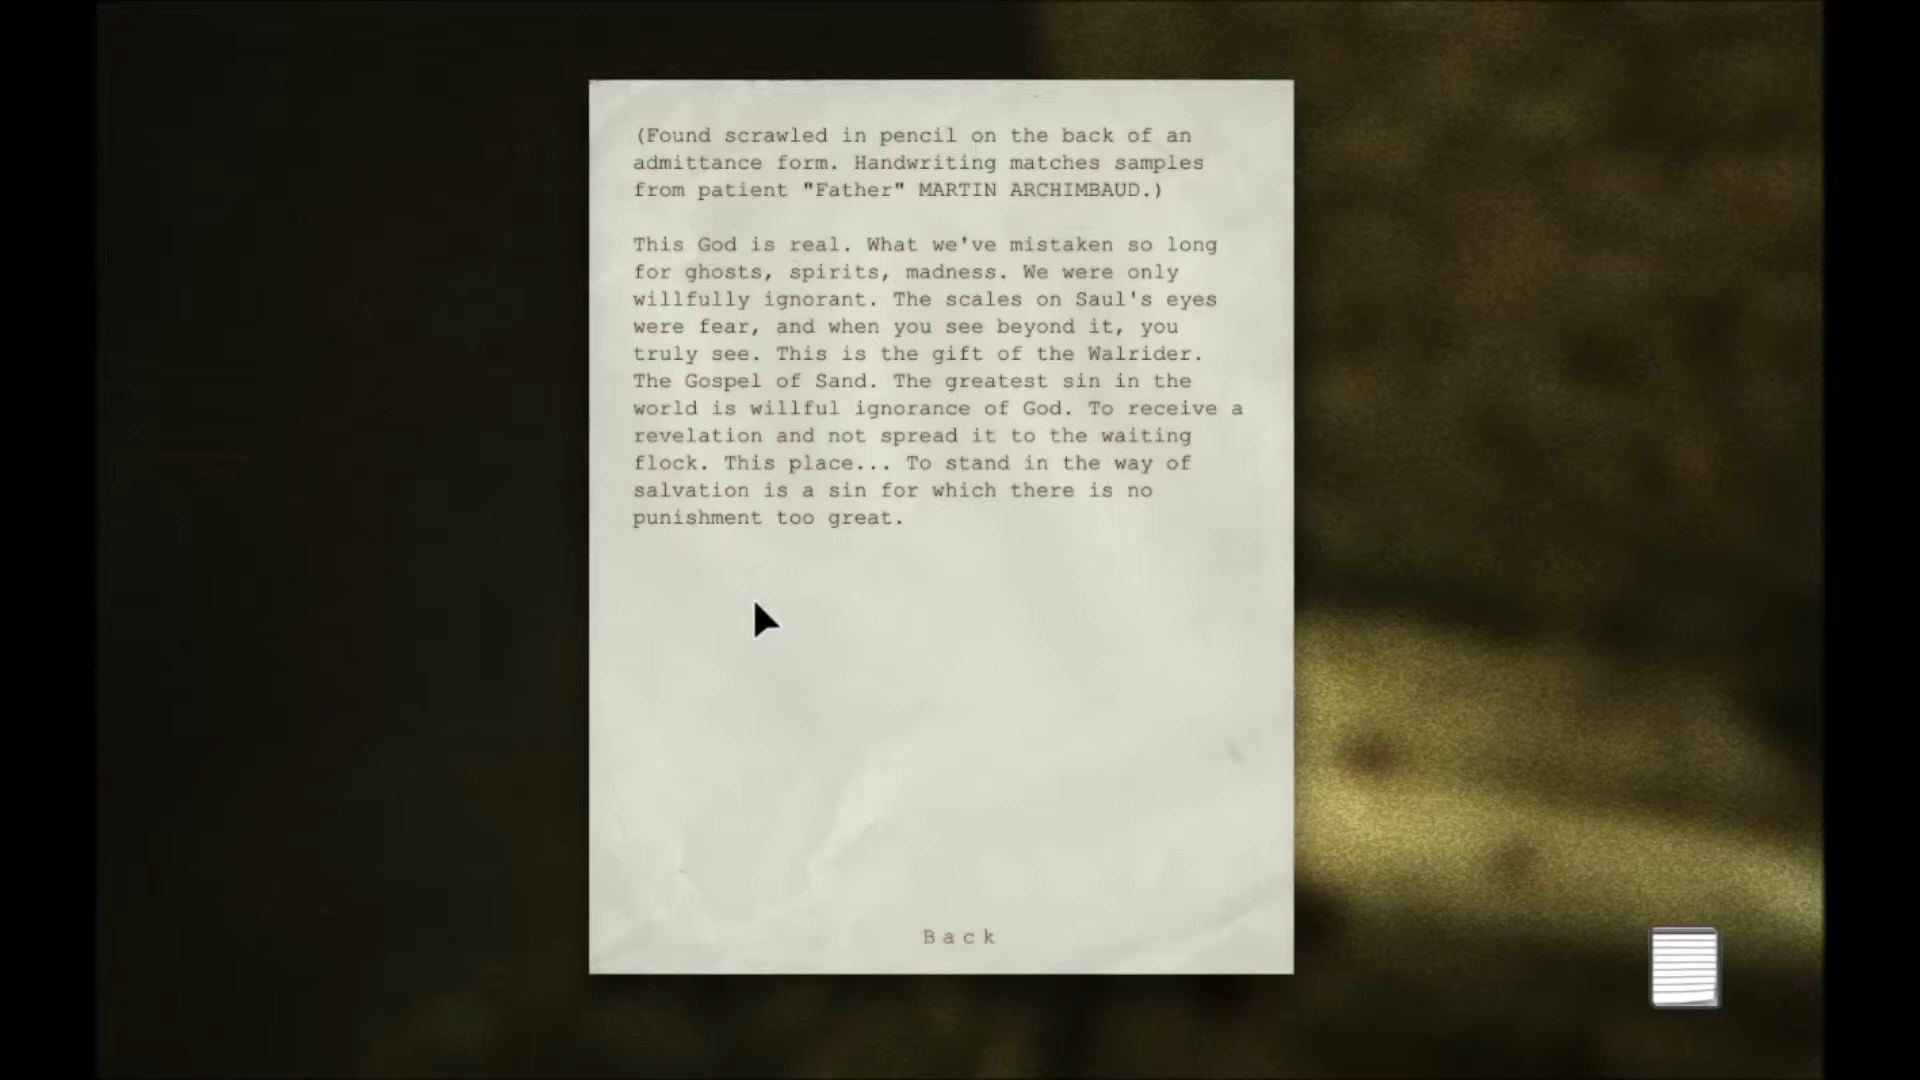 (Found scrawled in pencil on the back of an
admittance form. Handwriting matches samples
from patient "Father" MARTIN ARCHIMBAUD.)
This God is real. What we've mistaken so long
for ghosts, spirits, madness. We were only
willfully ignorant. The scales on Saul's eyes
were fear, and when you see beyond it, you
truly see. This is the gift of the Walrider.
The Gospel of Sand. The greatest sin in the
world is willful ignorance of God. To receive a
revelation and not spread it to the waiting
flock. This place... To stand in the way of
salvation is a sin for which there is no
punishment too great.
Back